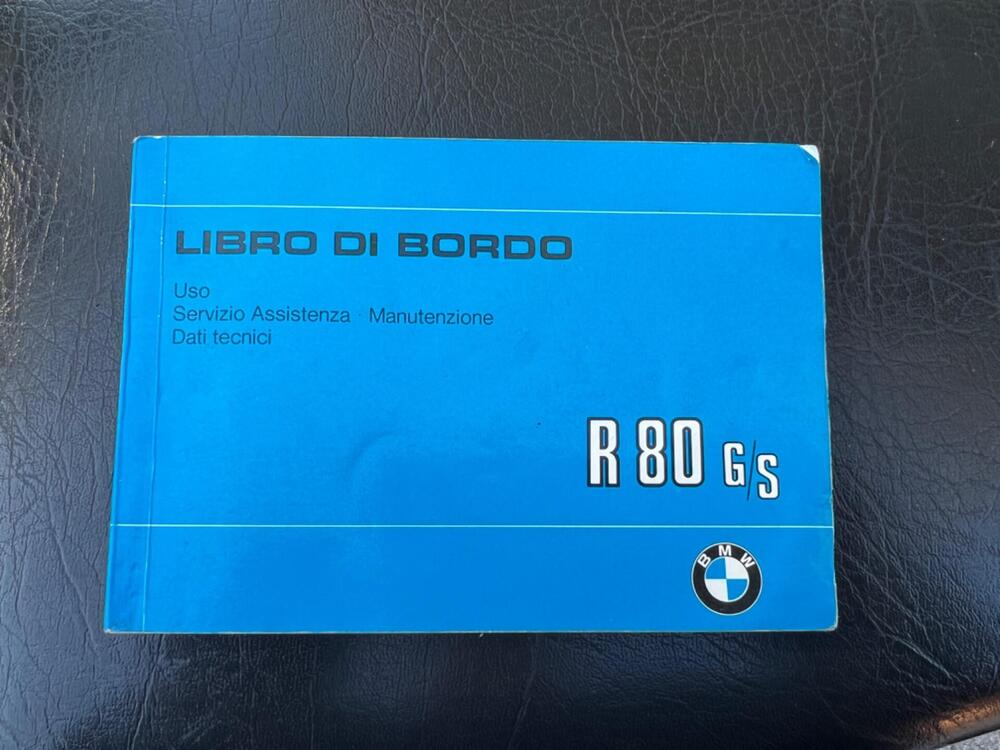 LIBRO DI BORDO
Uso
Servizio Assistenza · Manutenzione
Dati tecnici
R 80 G/S
BMW